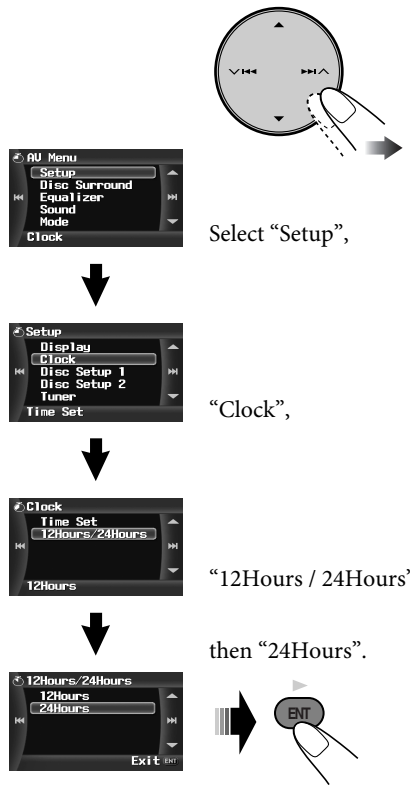 AV Menu
Setup
Disc Surround
Equalizer
Sound
Mode
Clock
Select “Setup”,
Setup
Display
Clock
Disc Setup 1
Disc Setup 2
Tuner
Time Set
“Clock”,
Clock
Time Set
12Hours/24Hours
12Hours
“12Hours / 24Hours’
then “24Hours”.
12Hours/24Hours
12Hours
24Hours
Exit ENT
ENT